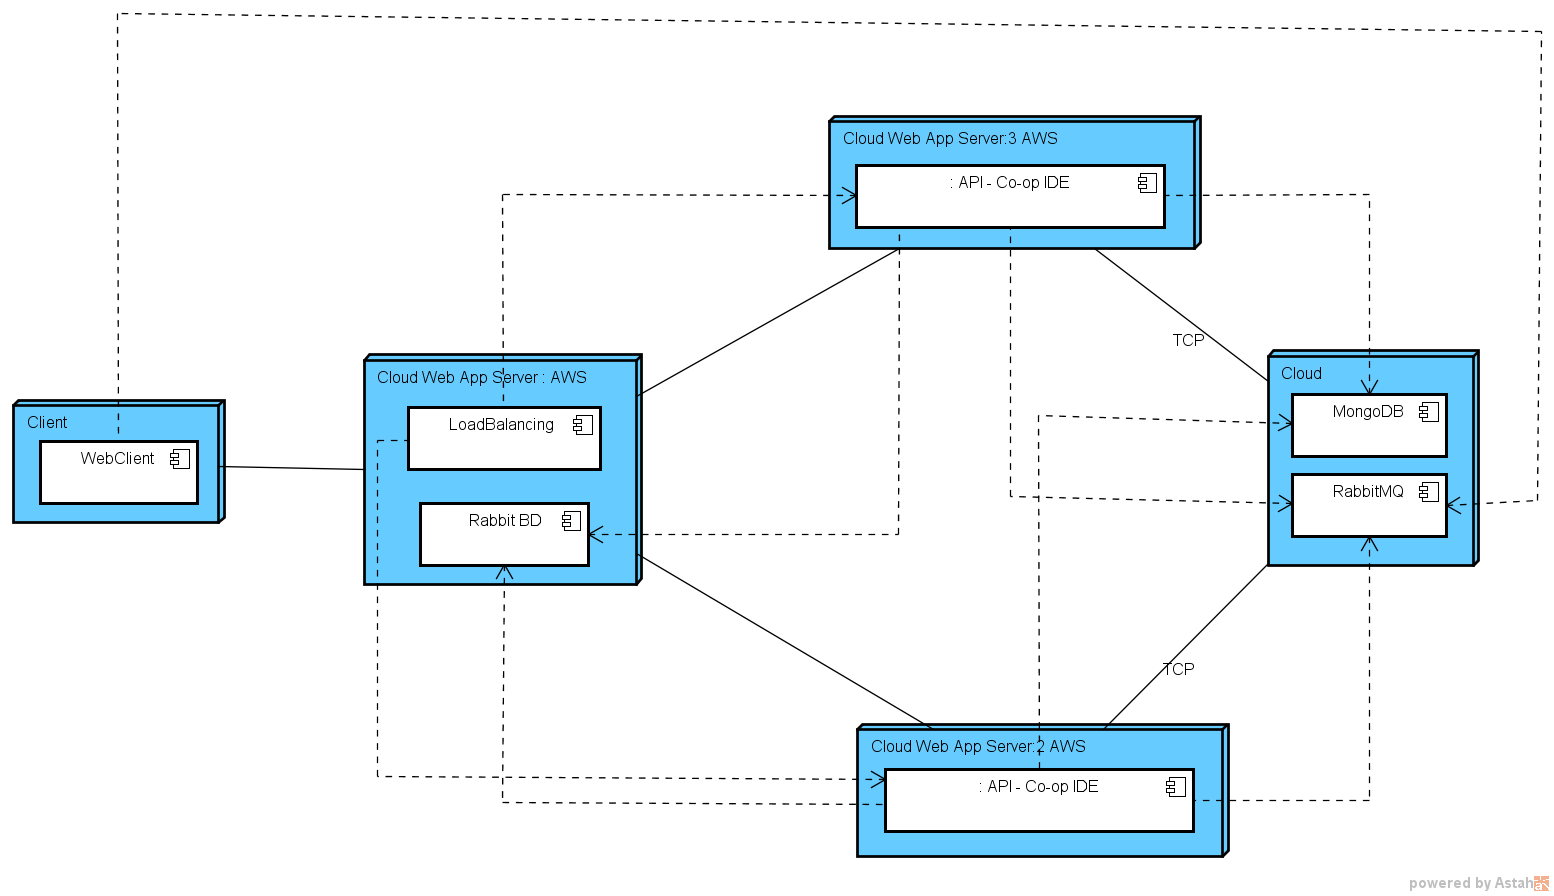 Cloud Web App Server:3 AWS
: API - Co-op IDE
TCP
Cloud Web App Server : AWS
LoadBalancing
Rabbit BD
Client
WebClient
Cloud
MongoDB
RabbitMQ
TCP
Cloud Web App Server:2 AWS
: API - Co-op IDE
powered by Astah